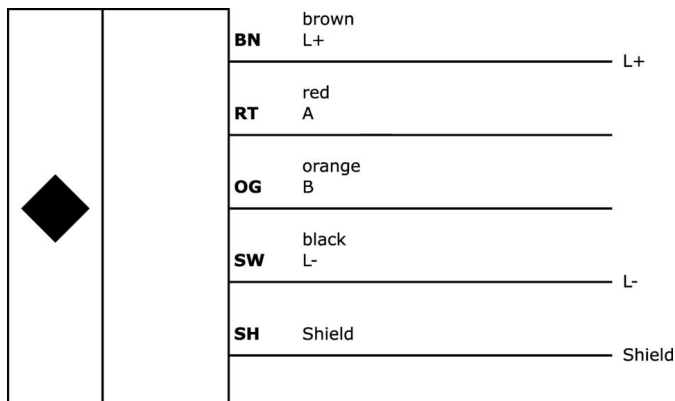 brown
BN L+
L+
red
RT A
orange
OG B
black
SW L-
L-
SH Shield
Shield